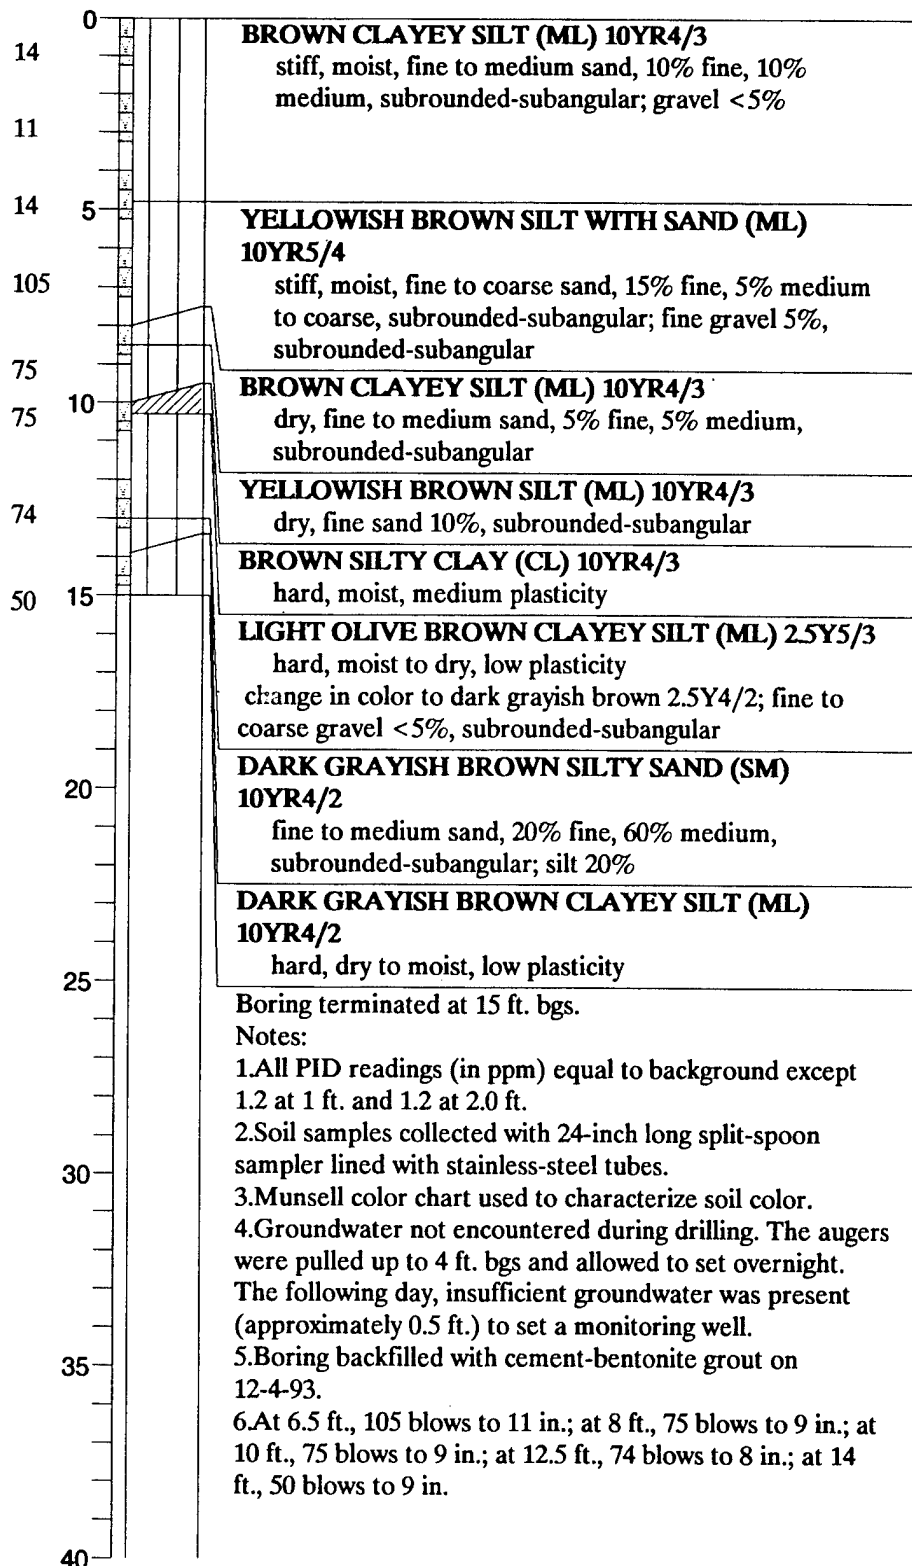 0
BROWN CLAYEY SILT (ML) 10YR4/3
14
stiff, moist, fine to medium sand, 10% fine, 10%
medium, subrounded-subangular; gravel <5%
11
14
5
YELLOWISH BROWN SILT WITH SAND (ML)
10YR5/4
105
stiff, moist, fine to coarse sand, 15% fine, 5% medium
to coarse, subrounded-subangular; fine gravel 5%,
subrounded-subangular
75
BROWN CLAYEY SILT (ML) 10YR4/3
10
75
dry, fine to medium sand, 5% fine, 5% medium,
subrounded-subangular
YELLOWISH BROWN SILT (ML) 10YR4/3
74
dry, fine sand 10%, subrounded-subangular
BROWN SILTY CLAY (CL) 10YR4/3
hard, moist, medium plasticity
50
15
LIGHT OLIVE BROWN CLAYEY SILT (ML) 2.5Y5/3
hard, moist to dry, low plasticity
change in color to dark grayish brown 2.5Y4/2; fine to
coarse gravel <5%, subrounded-subangular
DARK GRAYISH BROWN SILTY SAND (SM)
20
10YR4/2
fine to medium sand, 20% fine, 60% medium,
subrounded-subangular; silt 20%
DARK GRAYISH BROWN CLAYEY SILT (ML)
10YR4/2
hard, dry to moist, low plasticity
25
Boring terminated at 15 ft. bgs.
Notes:
1.All PID readings (in ppm) equal to background except
1.2 at 1 ft. and 1.2 at 2.0 ft.
2.Soil samples collected with 24-inch long split-spoon
sampler lined with stainless-steel tubes.
30
3.Munsell color chart used to characterize soil color.
4.Groundwater not encountered during drilling. The augers
were pulled up to 4 ft. bgs and allowed to set overnight.
The following day, insufficient groundwater was present
(approximately 0.5 ft.) to set a monitoring well.
35
5.Boring backfilled with cement-bentonite grout on
12-4-93.
6.At 6.5 ft., 105 blows to 11 in.; at 8 ft., 75 blows to 9 in.; at
10 ft., 75 blows to 9 in.; at 12.5 ft., 74 blows to 8 in.; at 14
ft., 50 blows to 9 in.
40